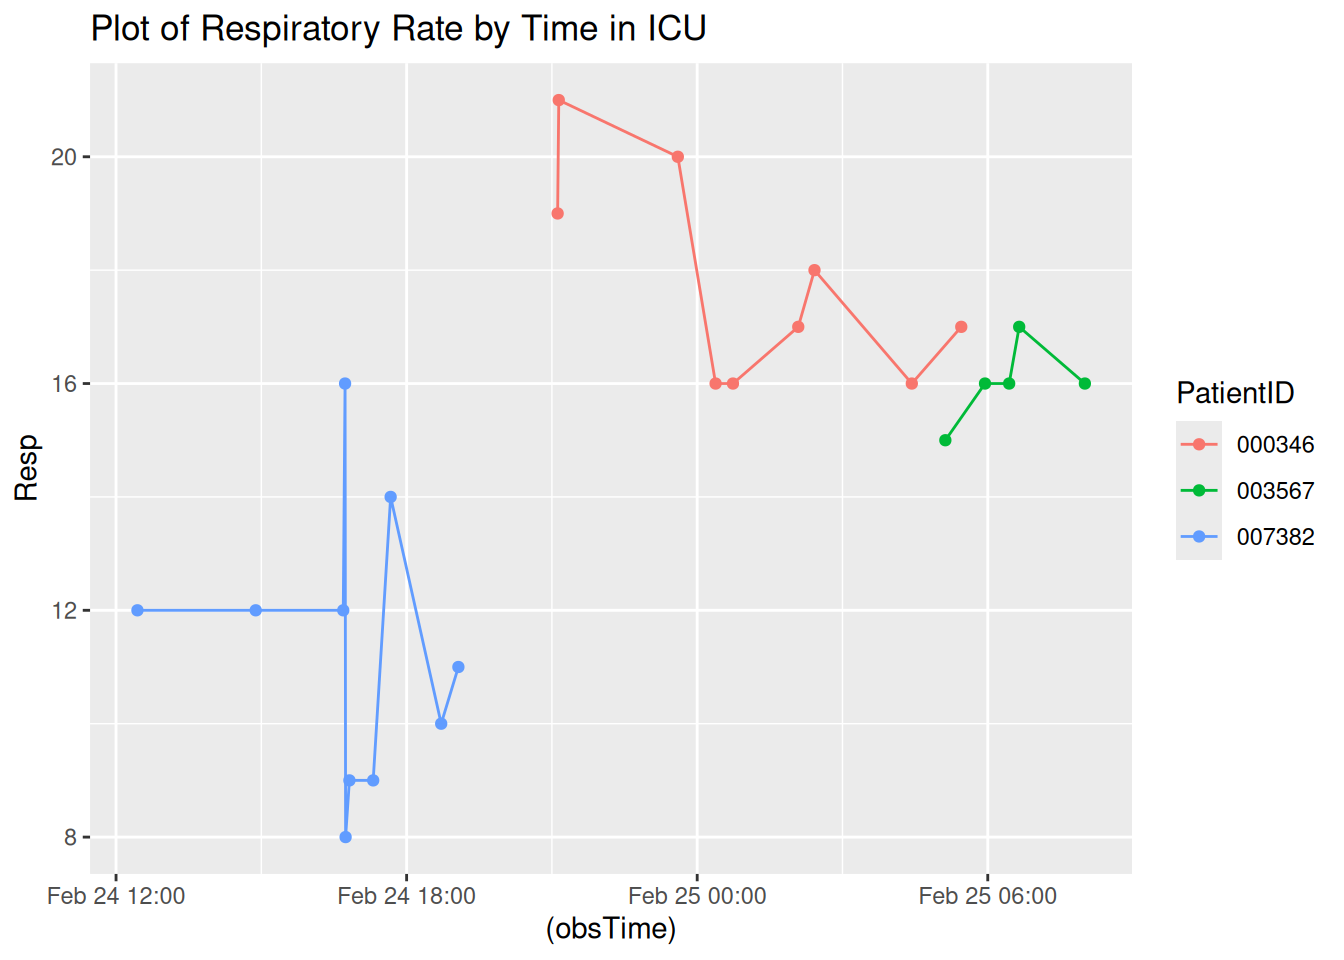 Plot of Respiratory Rate by Time in ICU
20
16
12
8
Resp
Feb 24 12:00
Feb 24 18:00
Feb 25 00:00
Feb 25 06:00
(obsTime)
PatientID
000346
003567
007382